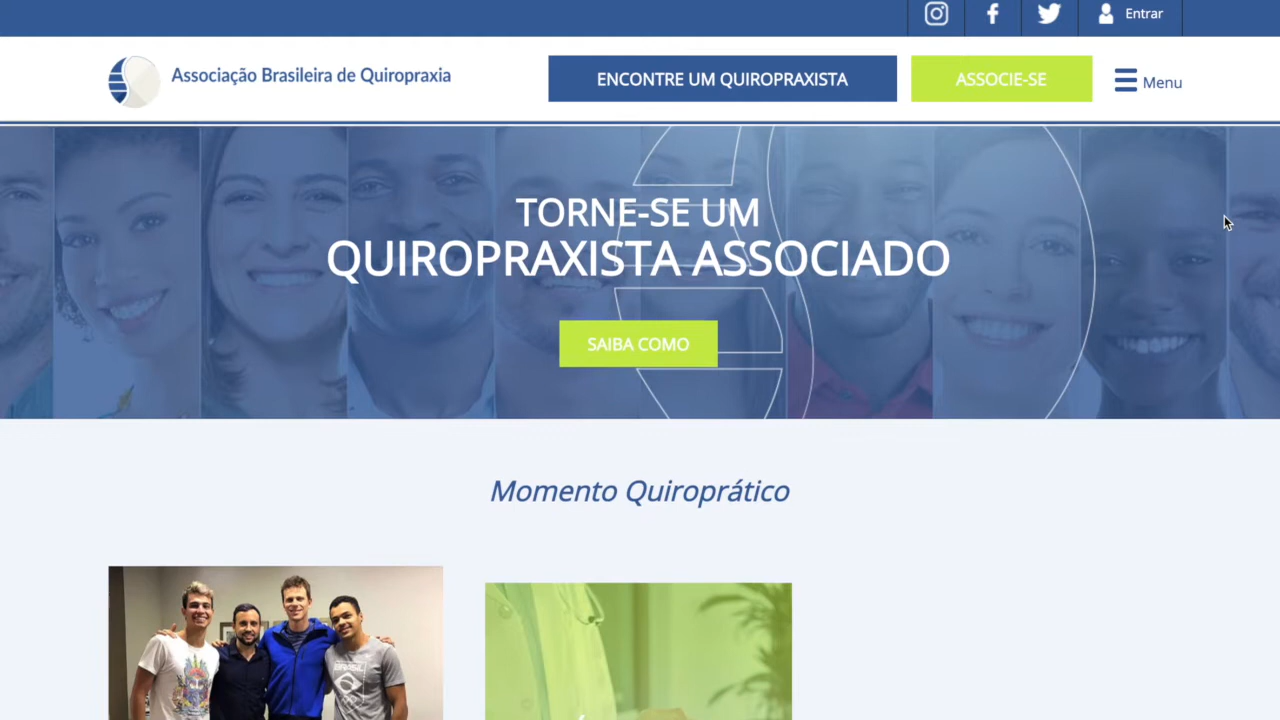 Entrar
Associação Brasileira de Quiropraxia
ENCONTRE UM QUIROPRAXISTA
ASSOCIE-SE
Menu
TORNE-SE UM
QUIROPRAXISTA ASSOCIADO
SAIBA COMO
Momento Quiroprático
BRASIL